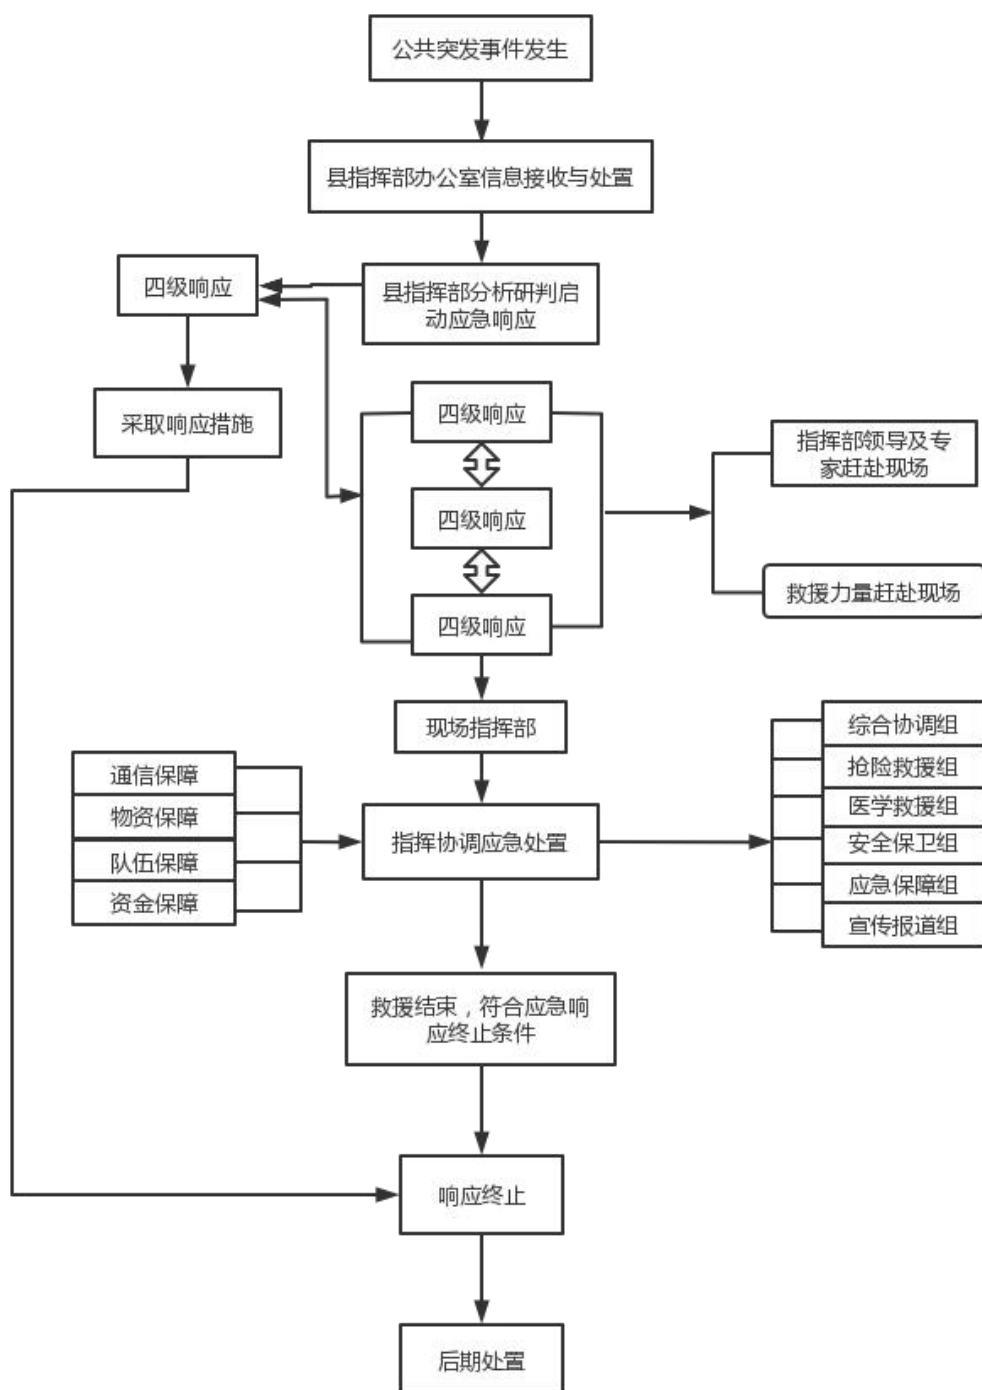 公共突发事件发生
县指挥部办公室信息接收与处置
四级响应
县指挥部分析研判启
动应急响应
采取响应措施
四级响应
四级响应
四级响应
指挥部领导及专
家赶赴现场
救援力量赶赴现场
现场指挥部
通信保障
物资保障
队伍保障
资金保障
指挥协调应急处置
综合协调组
抢险救援组
医学救援组
安全保卫组
应急保障组
宣传报道组
救援结束，符合应急响
应终止条件
响应终止
后期处置